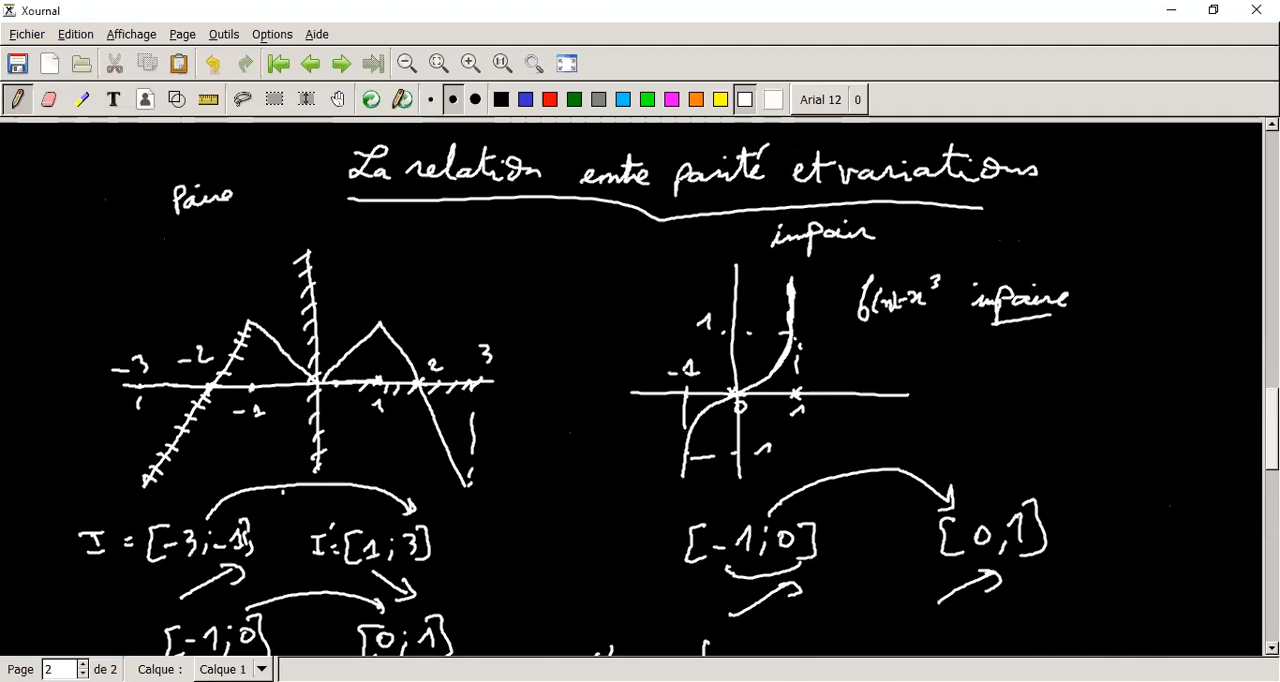 Xournal
Fichier Edition Affichage Page Outils Options Aide
Arial 12 0
La relation entre parité et variations
Paire
impair
f(x)=x³ impaire
-3 -2 -1 1 2 3
1 -1 0 1 -1
I = [-3;-1] I'=[1;3]
[-1;0] [0,1]
[-1;0] [0;1]
Page 2 de 2 Calque : Calque 1